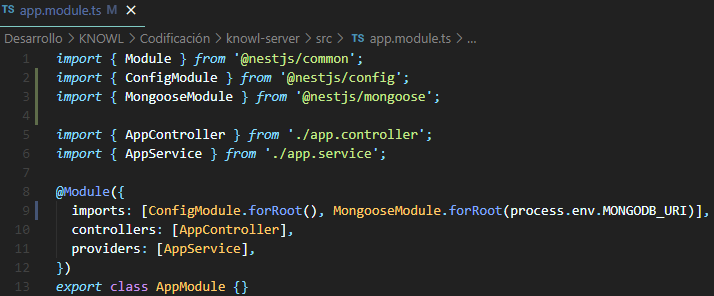 TS app.module.ts M ×
Desarrollo > KNOWL > Codificación > knowl-server > src > TS app.module.ts > ...
1 import { Module } from '@nestjs/common';
2 import { ConfigModule } from '@nestjs/config';
3 import { MongooseModule } from '@nestjs/mongoose';
4
5 import { AppController } from './app.controller';
6 import { AppService } from './app.service';
7
8 @Module({
9   imports: [ConfigModule.forRoot(), MongooseModule.forRoot(process.env.MONGODB_URI)],
10   controllers: [AppController],
11   providers: [AppService],
12 })
13 export class AppModule {}